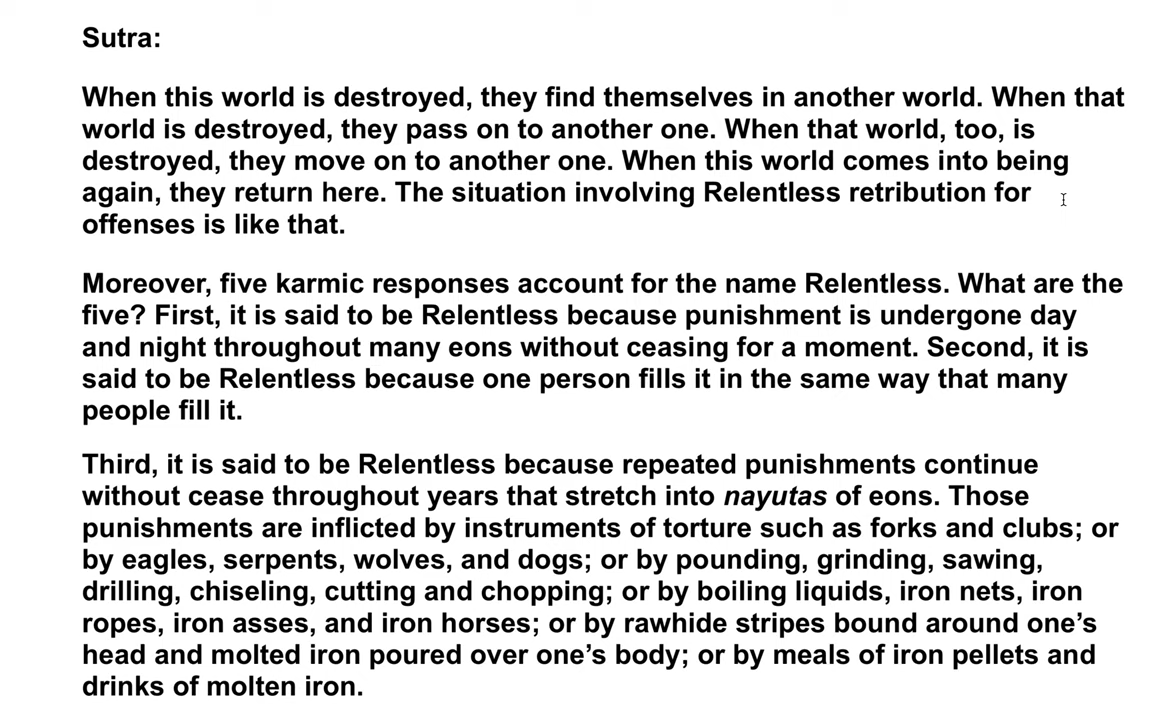 Sutra:
When this world is destroyed, they find themselves in another world. When that
world is destroyed, they pass on to another one. When that world, too, is
destroyed, they move on to another one. When this world comes into being
again, they return here. The situation involving Relentless retribution for
offenses is like that.
Moreover, five karmic responses account for the name Relentless. What are the
five? First, it is said to be Relentless because punishment is undergone day
and night throughout many eons without ceasing for a moment. Second, it is
said to be Relentless because one person fills it in the same way that many
people fill it.
Third, it is said to be Relentless because repeated punishments continue
without cease throughout years that stretch into nayutas of eons. Those
punishments are inflicted by instruments of torture such as forks and clubs; or
by eagles, serpents, wolves, and dogs; or by pounding, grinding, sawing,
drilling, chiseling, cutting and chopping; or by boiling liquids, iron nets, iron
ropes, iron asses, and iron horses; or by rawhide stripes bound around one's
head and molted iron poured over one's body; or by meals of iron pellets and
drinks of molten iron.